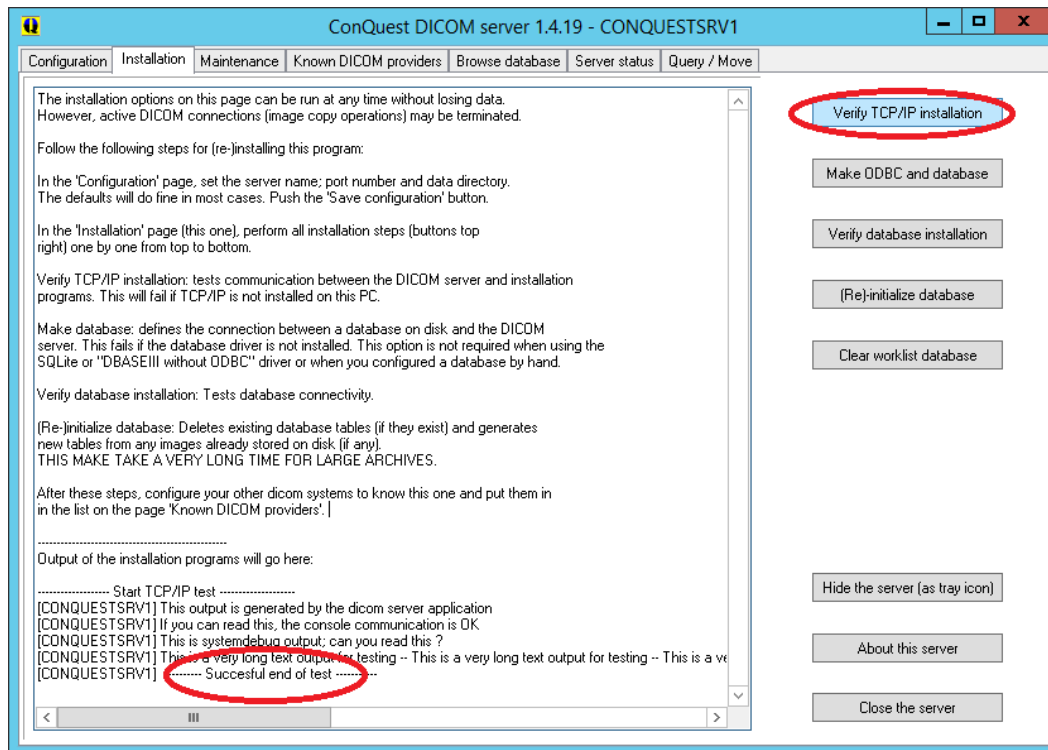 ConQuest DICOM server 1.4.19 - CONQUESTSRV1
Configuration Installation Maintenance Known DICOM providers Browse database Server status Query / Move
The installation options on this page can be run at any time without losing data.
However, active DICOM connections (image copy operations) may be terminated.
Follow the following steps for (re-)installing this program:
In the 'Configuration' page, set the server name; port number and data directory.
The defaults will do fine in most cases. Push the 'Save configuration' button.
In the 'Installation' page (this one), perform all installation steps (buttons top
right) one by one from top to bottom.
Verify TCP/IP installation: tests communication between the DICOM server and installation
programs. This will fail if TCP/IP is not installed on this PC.
Make database: defines the connection between a database on disk and the DICOM
server. This fails if the database driver is not installed. This option is not required when using the
SQLite or "DBASEIII without ODBC" driver or when you configured a database by hand.
Verify database installation: Tests database connectivity.
(Re-)initialize database: Deletes existing database tables (if they exist) and generates
new tables from any images already stored on disk (if any).
THIS MAKE TAKE A VERY LONG TIME FOR LARGE ARCHIVES.
After these steps, configure your other dicom systems to know this one and put them in
in the list on the page 'Known DICOM providers'.
--------------------------------------------------
Output of the installation programs will go here:
------------------- Start TCP/IP test --------------------
[CONQUESTSRV1] This output is generated by the dicom server application
[CONQUESTSRV1] If you can read this, the console communication is OK
[CONQUESTSRV1] This is systemdebug output; can you read this ?
[CONQUESTSRV1] This is a very long text output for testing -- This is a very long text output for testing -- This is a ve
[CONQUESTSRV1] ---------- Succesful end of test -----------
Verify TCP/IP installation
Make ODBC and database
Verify database installation
(Re)-initialize database
Clear worklist database
Hide the server (as tray icon)
About this server
Close the server